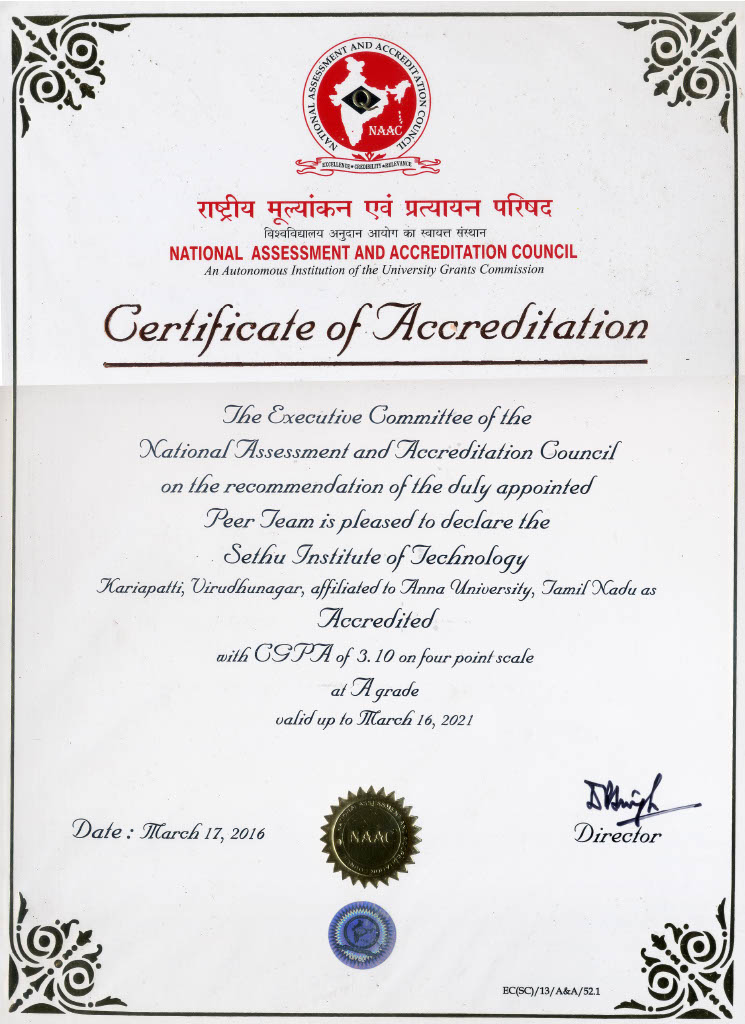 NATIONAL ASSESSMENT AND ACCREDITATION COUNCIL
Q
NAAC
EXCELLENCE • CREDIBILITY • RELEVANCE
राष्ट्रीय मूल्यांकन एवं प्रत्यायन परिषद
विश्वविद्यालय अनुदान आयोग का स्वायत्त संस्थान
NATIONAL ASSESSMENT AND ACCREDITATION COUNCIL
An Autonomous Institution of the University Grants Commission
Certificate of Accreditation
The Executive Committee of the
National Assessment and Accreditation Council
on the recommendation of the duly appointed
Peer Team is pleased to declare the
Sethu Institute of Technology
Kariapatti, Virudhunagar, affiliated to Anna University, Tamil Nadu as
Accredited
with CGPA of 3.10 on four point scale
at A grade
valid up to March 16, 2021
Date : March 17, 2016
NAAC
Director
EC(SC)/13/A&A/52.1